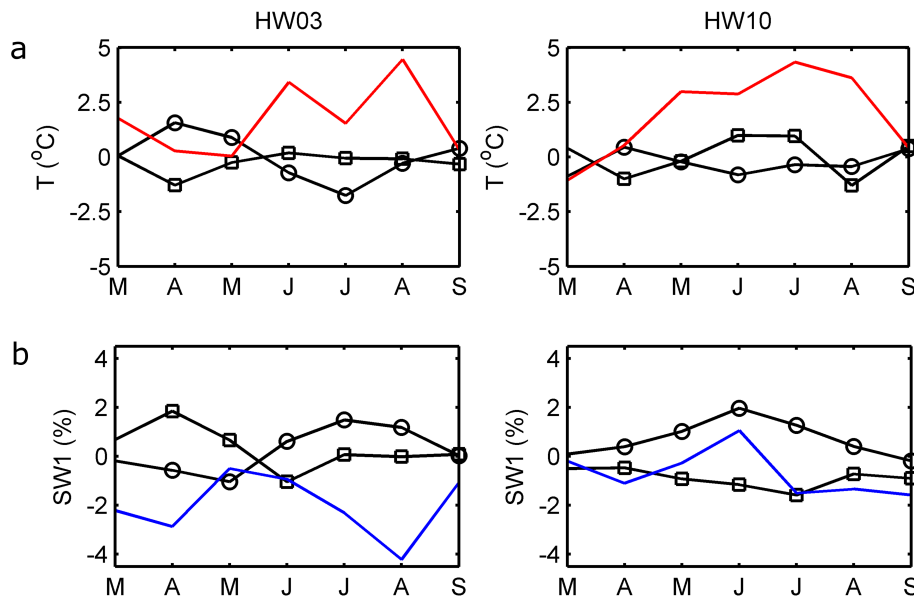 HW03 HW10
a
5 5
2.5 2.5
0 0
-2.5 -2.5
-5 -5
T (°C) T (°C)
M A M J J A S M A M J J A S
b
4 4
2 2
0 0
-2 -2
-4 -4
SW1 (%) SW1 (%)
M A M J J A S M A M J J A S